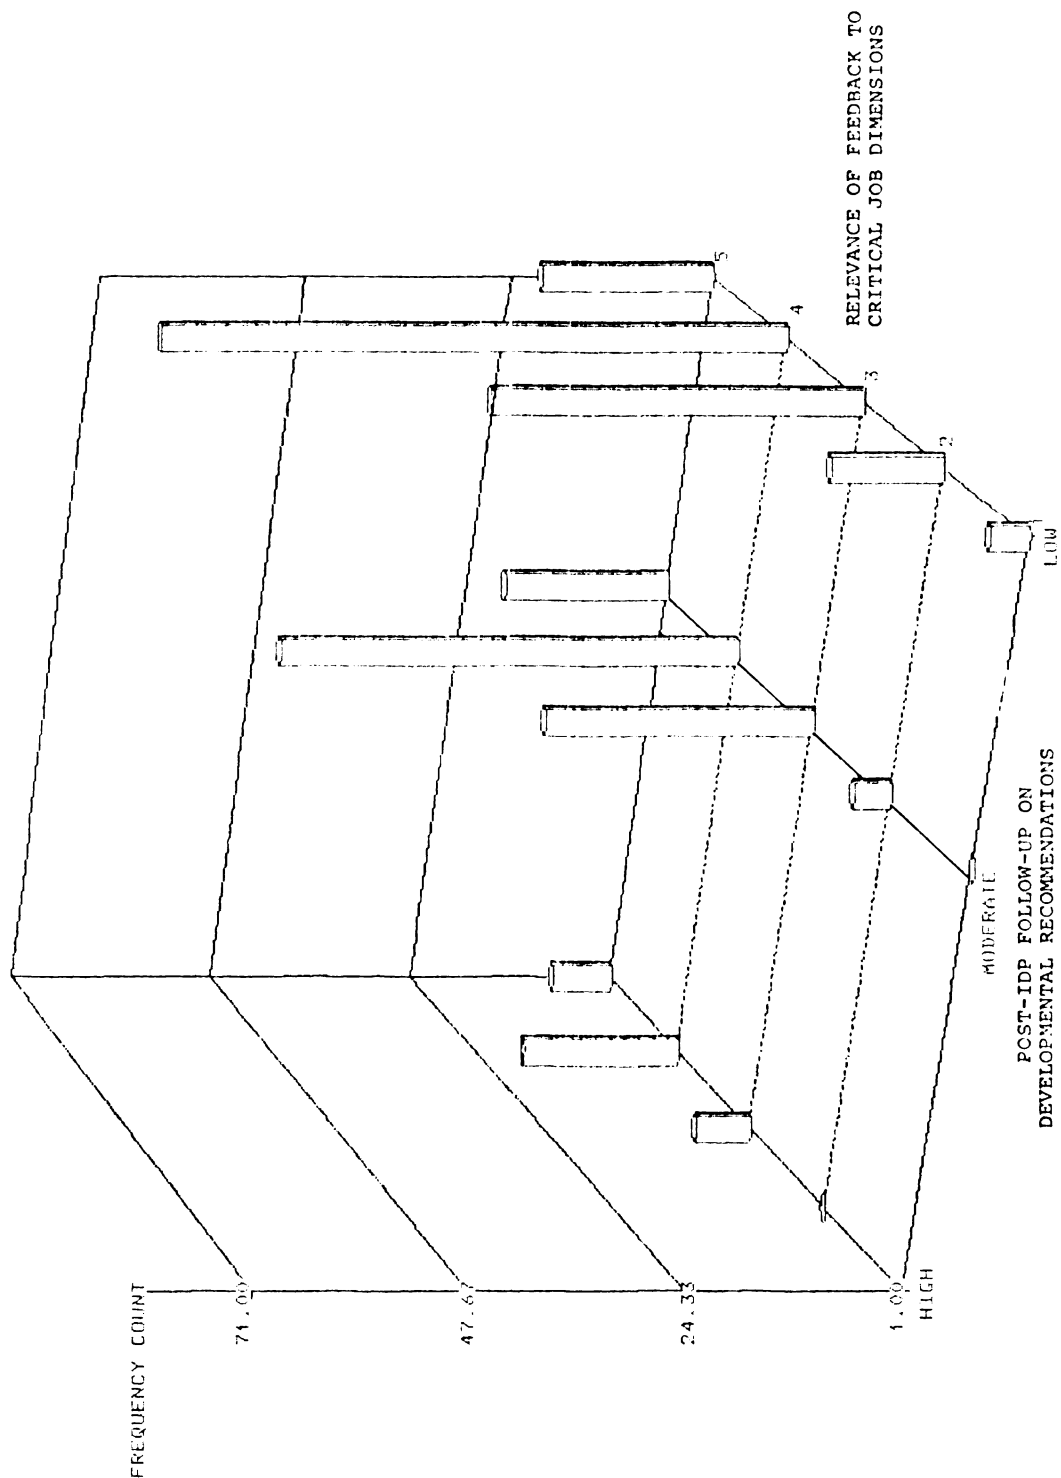 FREQUENCY COUNT
71.00
47.67
24.33
1.00
HIGH
MODERATE
LOW
1
2
3
4
5
POST-IDP FOLLOW-UP ON
DEVELOPMENTAL RECOMMENDATIONS
RELEVANCE OF FEEDBACK TO
CRITICAL JOB DIMENSIONS